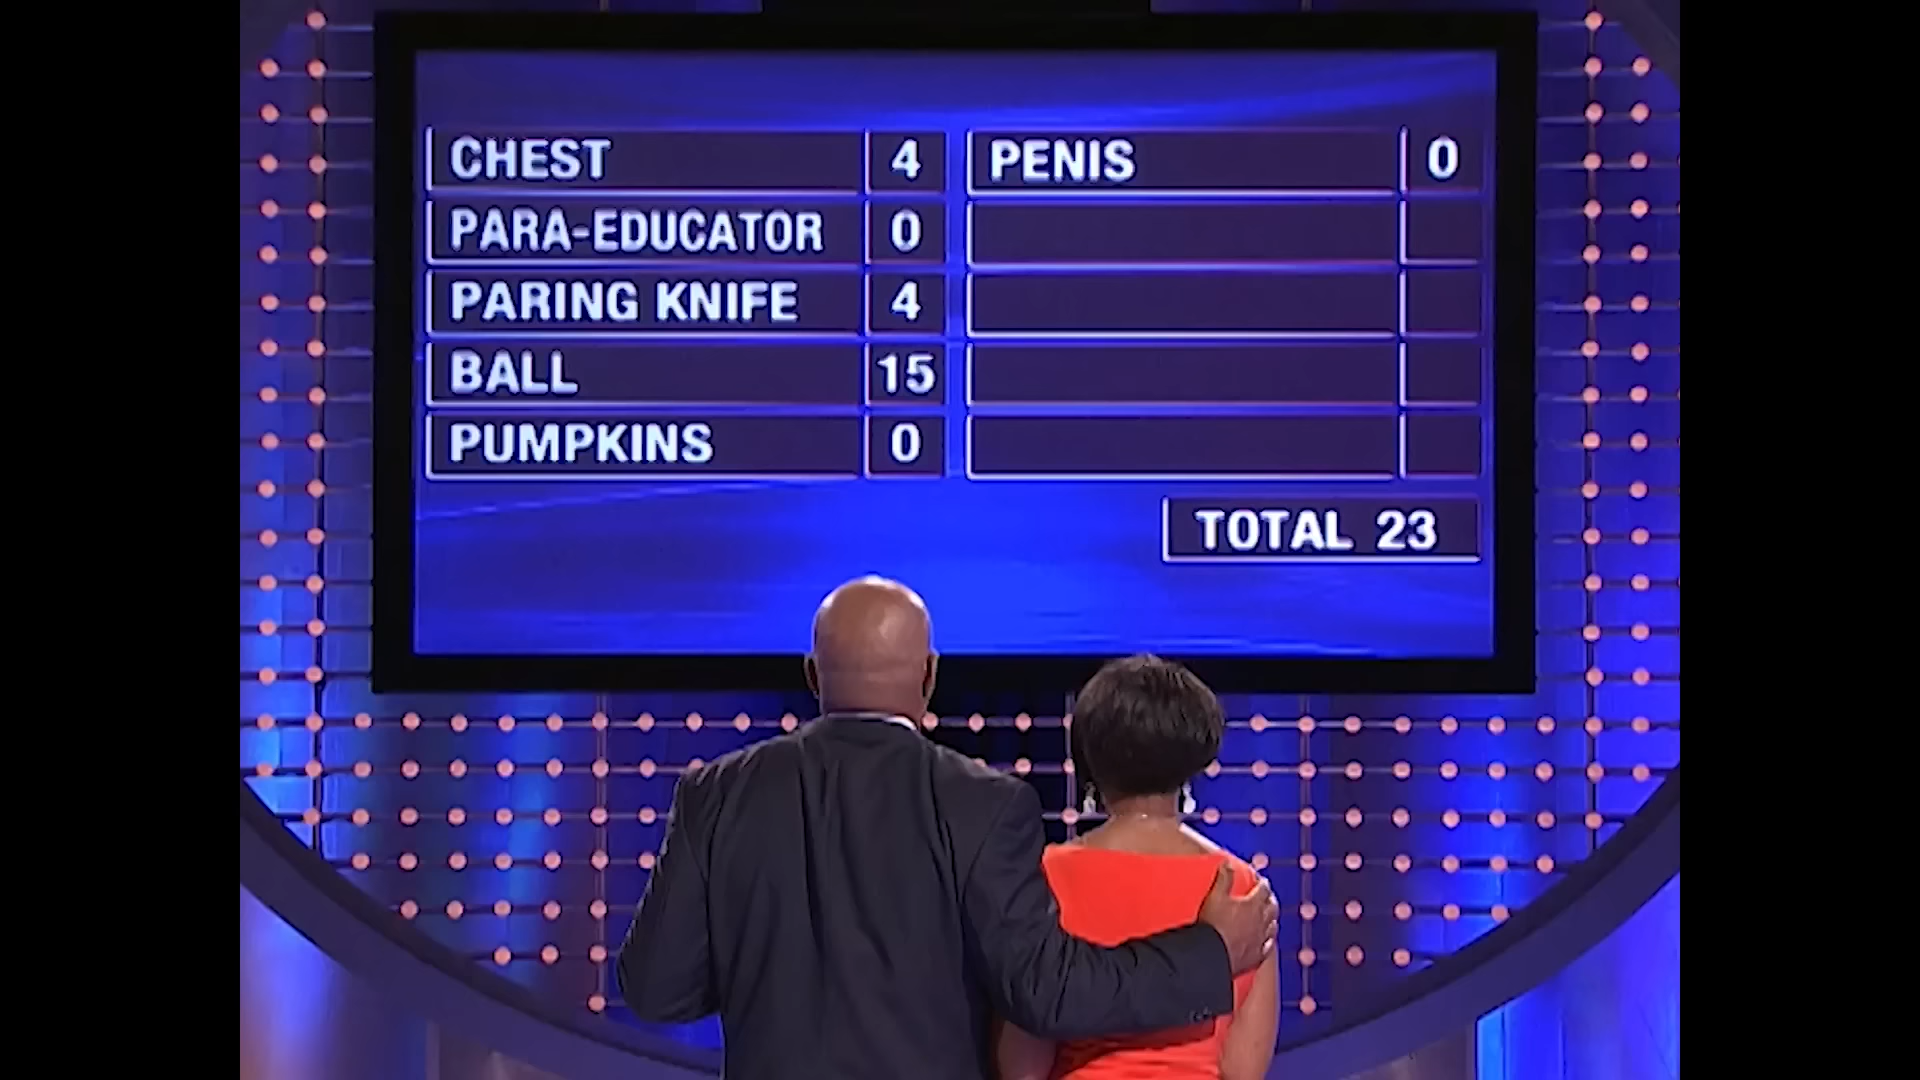 CHEST 4
PARA-EDUCATOR 0
PARING KNIFE 4
BALL 15
PUMPKINS 0
PENIS 0
TOTAL 23